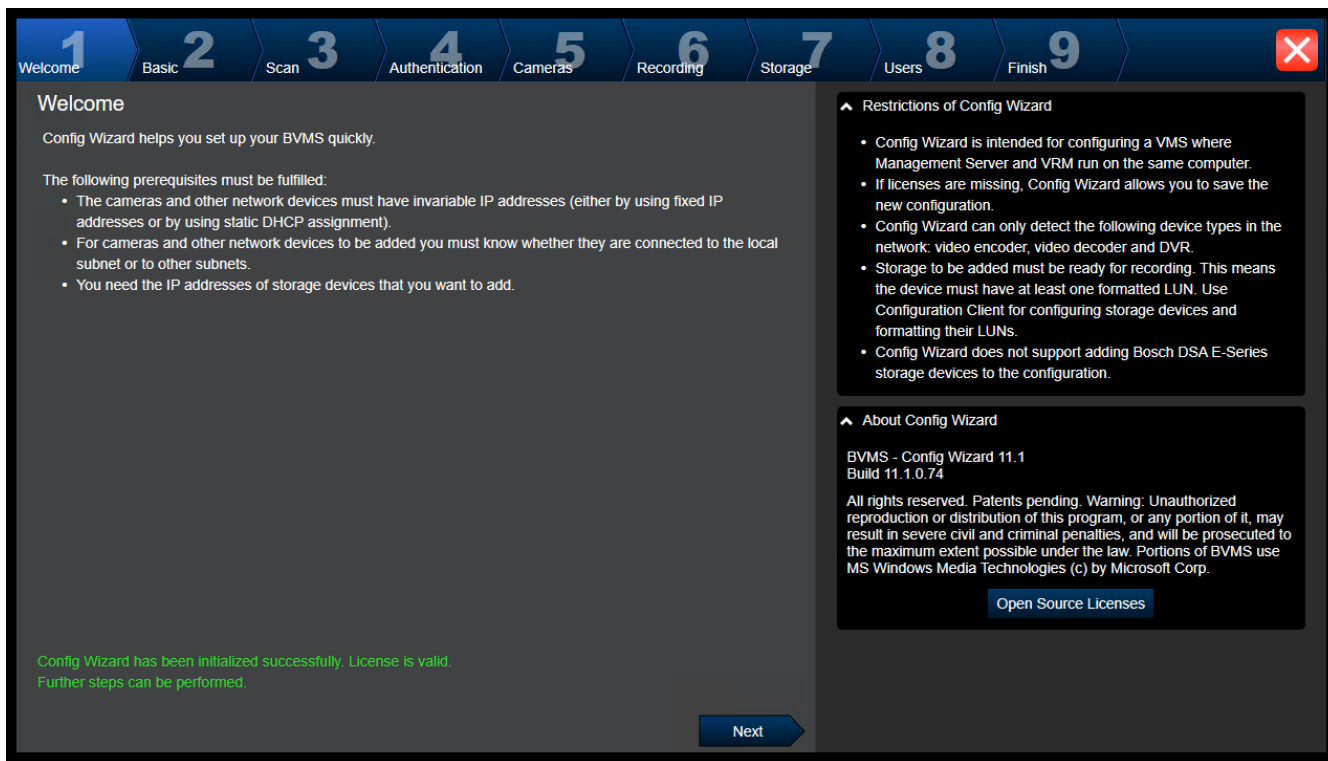 1 Welcome
2 Basic
3 Scan
4 Authentication
5 Cameras
6 Recording
7 Storage
8 Users
9 Finish
Welcome
Config Wizard helps you set up your BVMS quickly.
The following prerequisites must be fulfilled:
• The cameras and other network devices must have invariable IP addresses (either by using fixed IP
addresses or by using static DHCP assignment).
• For cameras and other network devices to be added you must know whether they are connected to the local
subnet or to other subnets.
• You need the IP addresses of storage devices that you want to add.
Config Wizard has been initialized successfully. License is valid.
Further steps can be performed.
Next
Restrictions of Config Wizard
• Config Wizard is intended for configuring a VMS where
Management Server and VRM run on the same computer.
• If licenses are missing, Config Wizard allows you to save the
new configuration.
• Config Wizard can only detect the following device types in the
network: video encoder, video decoder and DVR.
• Storage to be added must be ready for recording. This means
the device must have at least one formatted LUN. Use
Configuration Client for configuring storage devices and
formatting their LUNs.
• Config Wizard does not support adding Bosch DSA E-Series
storage devices to the configuration.
About Config Wizard
BVMS - Config Wizard 11.1
Build 11.1.0.74
All rights reserved. Patents pending. Warning: Unauthorized
reproduction or distribution of this program, or any portion of it, may
result in severe civil and criminal penalties, and will be prosecuted to
the maximum extent possible under the law. Portions of BVMS use
MS Windows Media Technologies (c) by Microsoft Corp.
Open Source Licenses